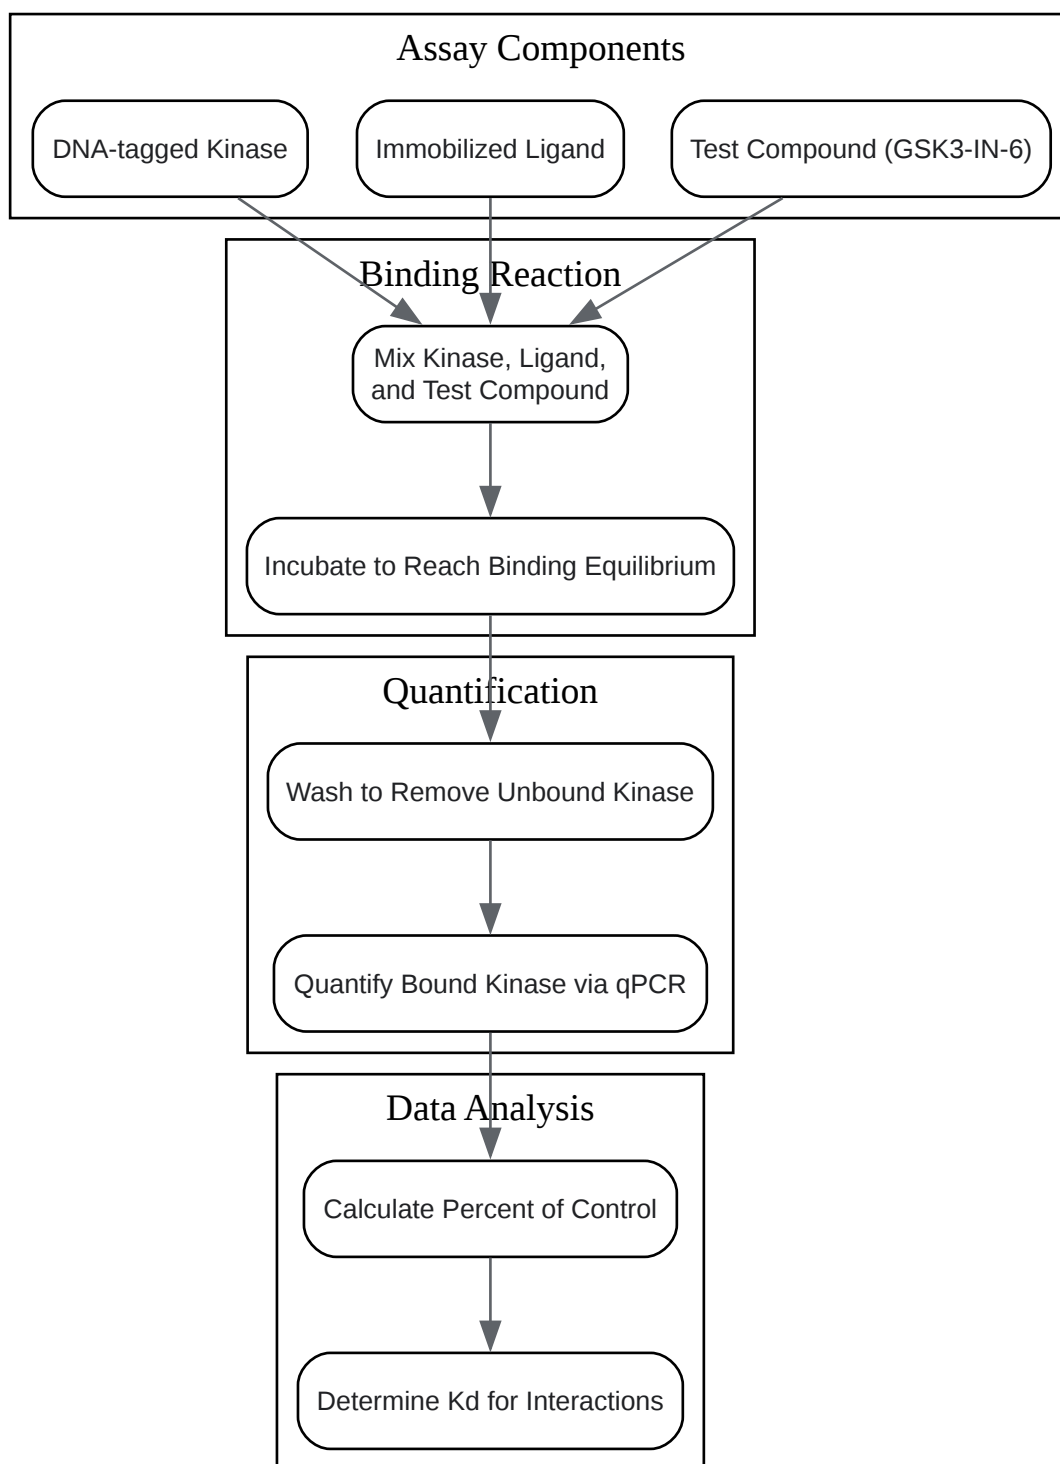 Assay Components
DNA-tagged Kinase
Immobilized Ligand
Test Compound (GSK3-IN-6)
Binding Reaction
Mix Kinase, Ligand,
and Test Compound
Incubate to Reach Binding Equilibrium
Quantification
Wash to Remove Unbound Kinase
Quantify Bound Kinase via qPCR
Data Analysis
Calculate Percent of Control
Determine Kd for Interactions